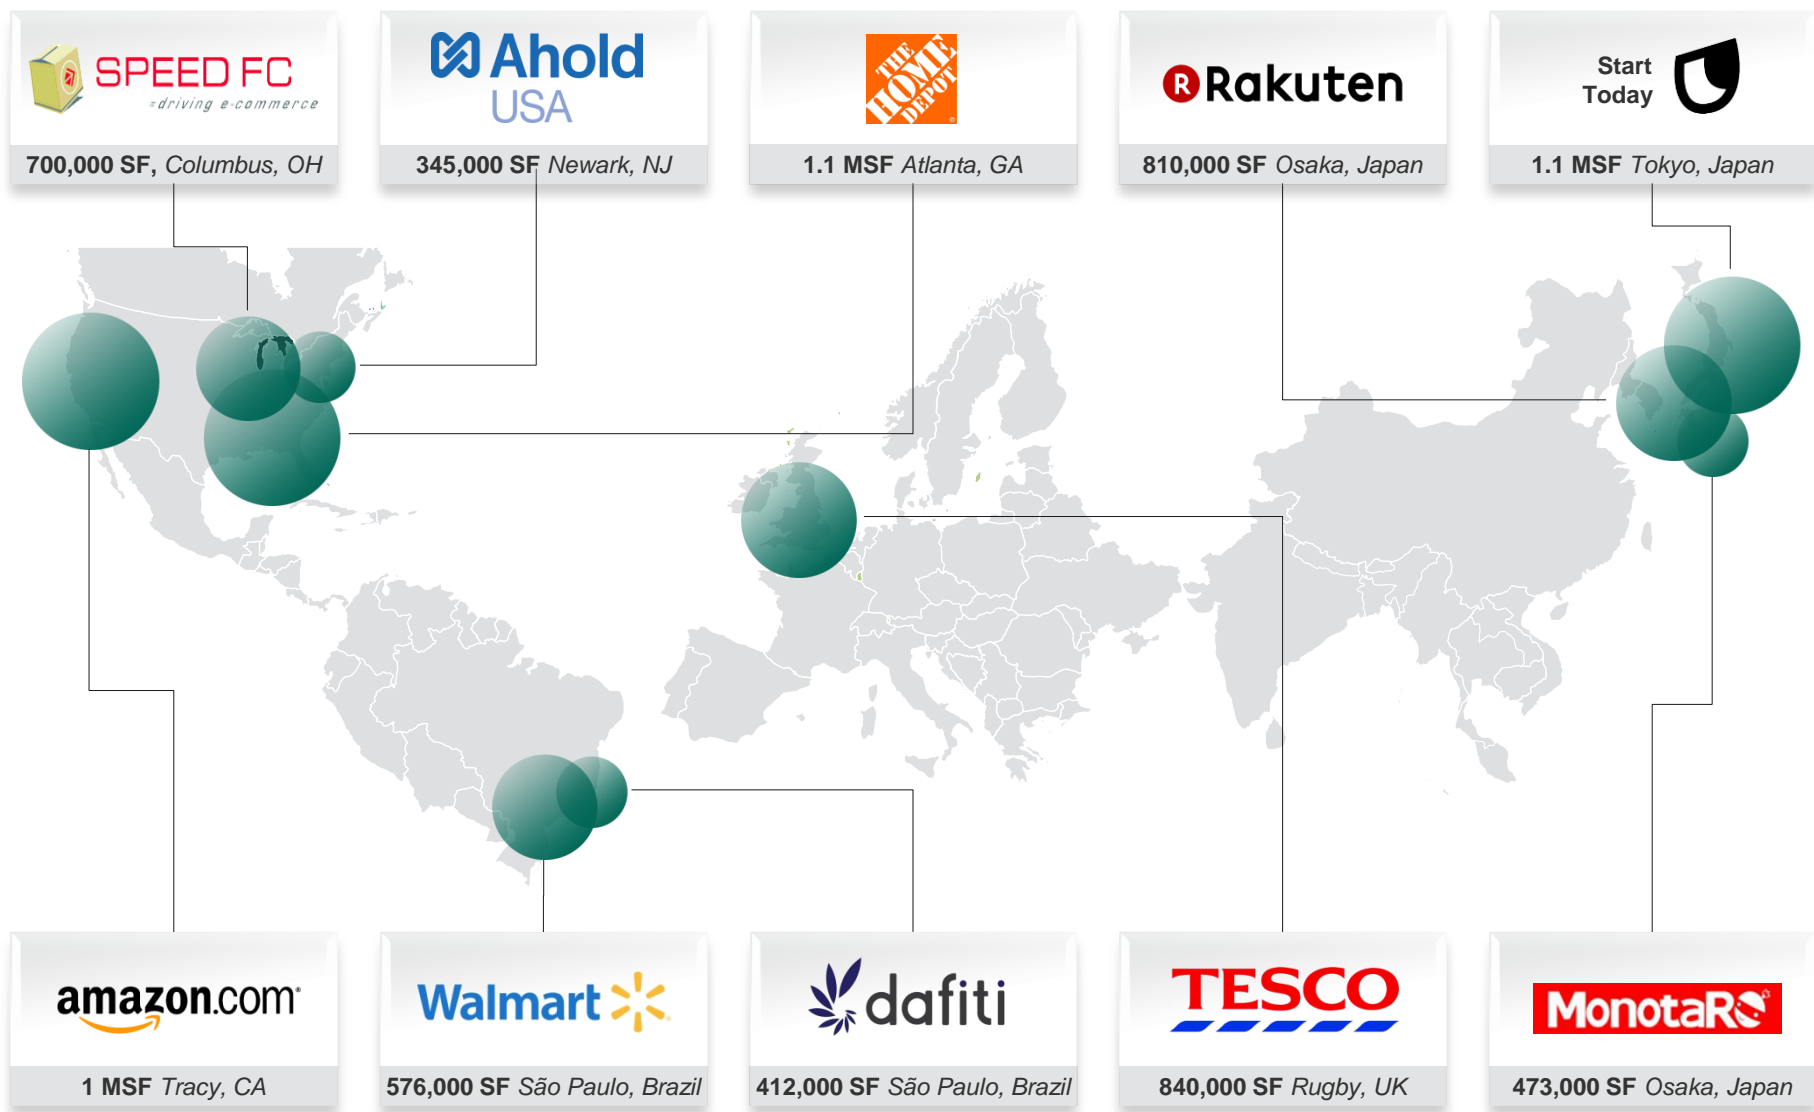 SPEED FC
=driving e-commerce
700,000 SF, Columbus, OH
Ahold
USA
345,000 SF Newark, NJ
THE
HOME
DEPOT
1.1 MSF Atlanta, GA
R Rakuten
810,000 SF Osaka, Japan
Start
Today
1.1 MSF Tokyo, Japan
amazon.com
1 MSF Tracy, CA
Walmart
576,000 SF São Paulo, Brazil
dafiti
412,000 SF São Paulo, Brazil
TESCO
840,000 SF Rugby, UK
MonotaRO
473,000 SF Osaka, Japan